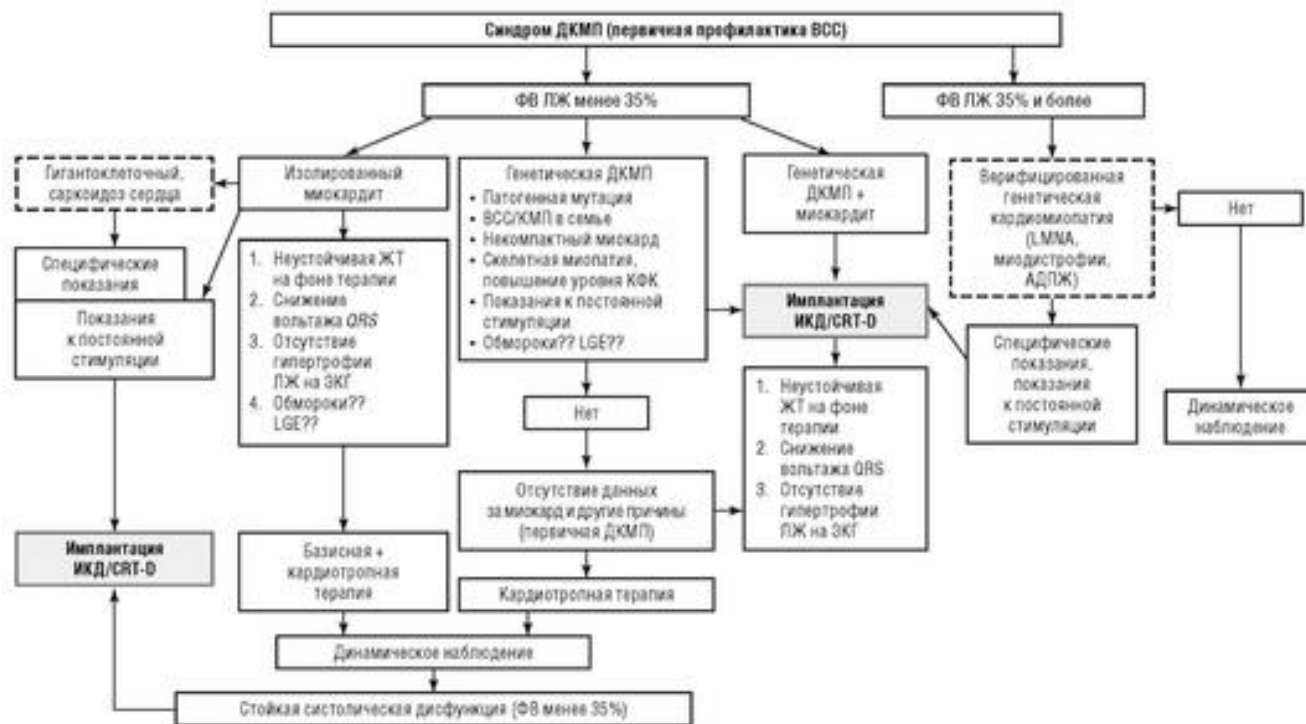 Синдром ДКМП (первичная профилактика ВСС)
ФВ ЛЖ менее 35%
ФВ ЛЖ 35% и более
Гигантоклеточный,
саркоидоз сердца
Изолированный
миокардит
Генетическая ДКМП
• Патогенная мутация
• ВСС/КМП в семье
• Некомпактный миокард
• Скелетная миопатия,
повышение уровня КФК
• Показания к постоянной
стимуляции
• Обмороки?? LGE??
Генетическая
ДКМП +
миокардит
Верифицированная
генетическая
кардиомиопатия
(LMNA,
миодистрофии,
АДПЖ)
Нет
Специфические
показания
Показания
к постоянной
стимуляции
1. Неустойчивая ЖТ
на фоне терапии
2. Снижение
вольтажа QRS
3. Отсутствие
гипертрофии
ЛЖ на ЭКГ
4. Обмороки??
LGE??
Имплантация
ИКД/CRT-D
Специфические
показания,
показания
к постоянной
стимуляции
Динамическое
наблюдение
Нет
1. Неустойчивая
ЖТ на фоне
терапии
2. Снижение
вольтажа QRS
3. Отсутствие
гипертрофии
ЛЖ на ЭКГ
Отсутствие данных
за миокард и другие причины
(первичная ДКМП)
Имплантация
ИКД/CRT-D
Базисная +
кардиотропная
терапия
Кардиотропная терапия
Динамическое наблюдение
Стойкая систолическая дисфункция (ФВ менее 35%)